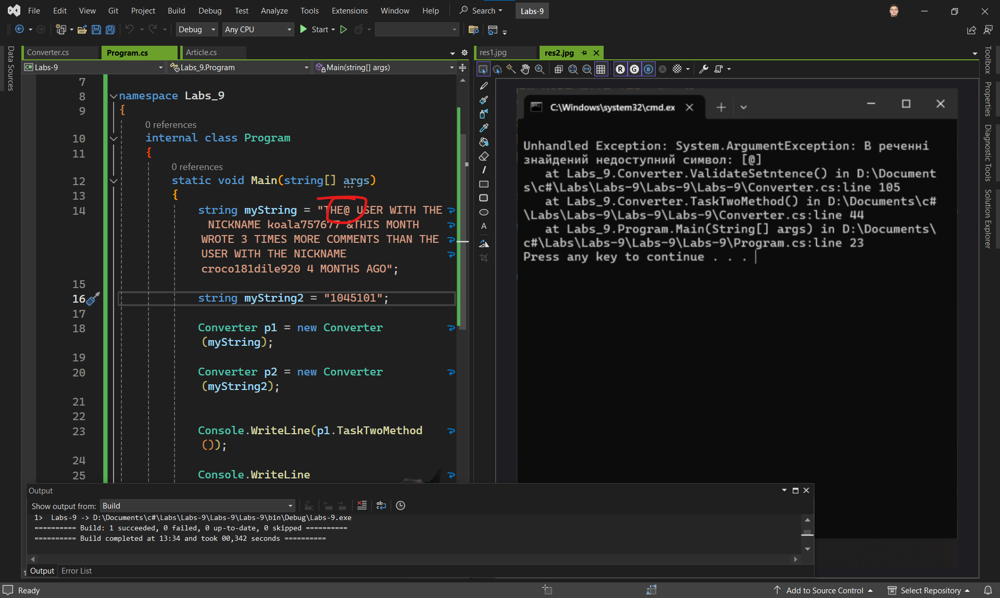 File Edit View Git Project Build Debug Test Analyze Tools Extensions Window Help Search Labs-9
Debug Any CPU Start
Data Sources
Converter.cs Program.cs Article.cs
Labs-9 Labs_9.Program Main(string[] args)
7
8 namespace Labs_9
9 {
0 references
10 internal class Program
11 {
0 references
12 static void Main(string[] args)
13 {
14 string myString = "THE@ USER WITH THE
NICKNAME koala757677 &THIS MONTH
WROTE 3 TIMES MORE COMMENTS THAN THE
USER WITH THE NICKNAME
croco181dile920 4 MONTHS AGO";
15
16 string myString2 = "1045101";
17
18 Converter p1 = new Converter
(myString);
19
20 Converter p2 = new Converter
(myString2);
21
22
23 Console.WriteLine(p1.TaskTwoMethod
());
24
25 Console.WriteLine
res1.jpg res2.jpg
R G B A
A
C:\Windows\system32\cmd.ex
Unhandled Exception: System.ArgumentException: В реченні
знайдений недоступний символ: [@]
at Labs_9.Converter.ValidateSetntence() in D:\Document
s\c#\Labs\Labs-9\Labs-9\Labs-9\Converter.cs:line 105
at Labs_9.Converter.TaskTwoMethod() in D:\Documents\c#
\Labs\Labs-9\Labs-9\Labs-9\Converter.cs:line 44
at Labs_9.Program.Main(String[] args) in D:\Documents\
c#\Labs\Labs-9\Labs-9\Labs-9\Program.cs:line 23
Press any key to continue . . .
Toolbox
Properties
Diagnostic Tools
Solution Explorer
Output
Show output from: Build
1> Labs-9 -> D:\Documents\c#\Labs\Labs-9\Labs-9\Labs-9\bin\Debug\Labs-9.exe
========== Build: 1 succeeded, 0 failed, 0 up-to-date, 0 skipped ==========
========== Build completed at 13:34 and took 00,342 seconds ==========
1
Output Error List
Ready Add to Source Control Select Repository